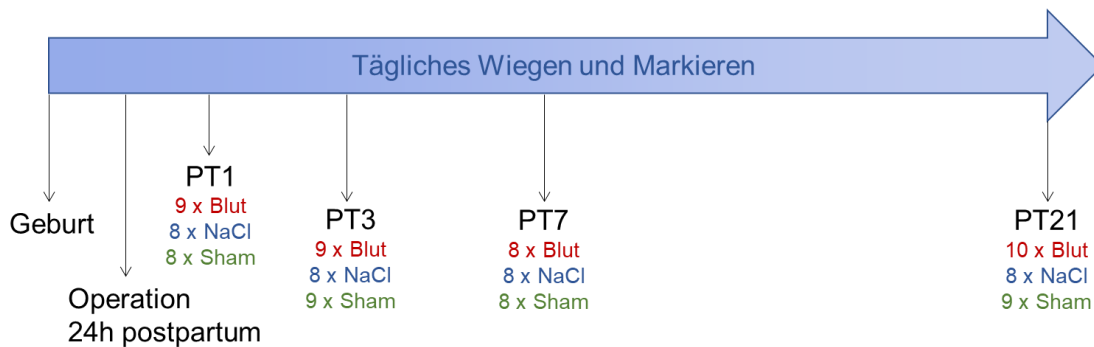 Tägliches Wiegen und Markieren
Geburt
Operation
24h postpartum
PT1
9 x Blut
8 x NaCl
8 x Sham
PT3
9 x Blut
8 x NaCl
9 x Sham
PT7
8 x Blut
8 x NaCl
8 x Sham
PT21
10 x Blut
8 x NaCl
9 x Sham